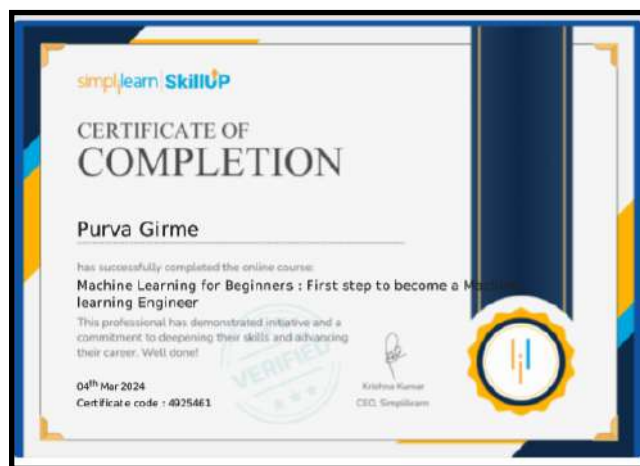 simplilearn | SkillUP
CERTIFICATE OF
COMPLETION
Purva Girme
has successfully completed the online course:
Machine Learning for Beginners : First step to become a Machine
learning Engineer
This professional has demonstrated initiative and a
commitment to deepening their skills and advancing
their career. Well done!
VERIFIED
04th Mar 2024
Certificate code : 4925461
Krishna Kumar
CEO, Simplilearn